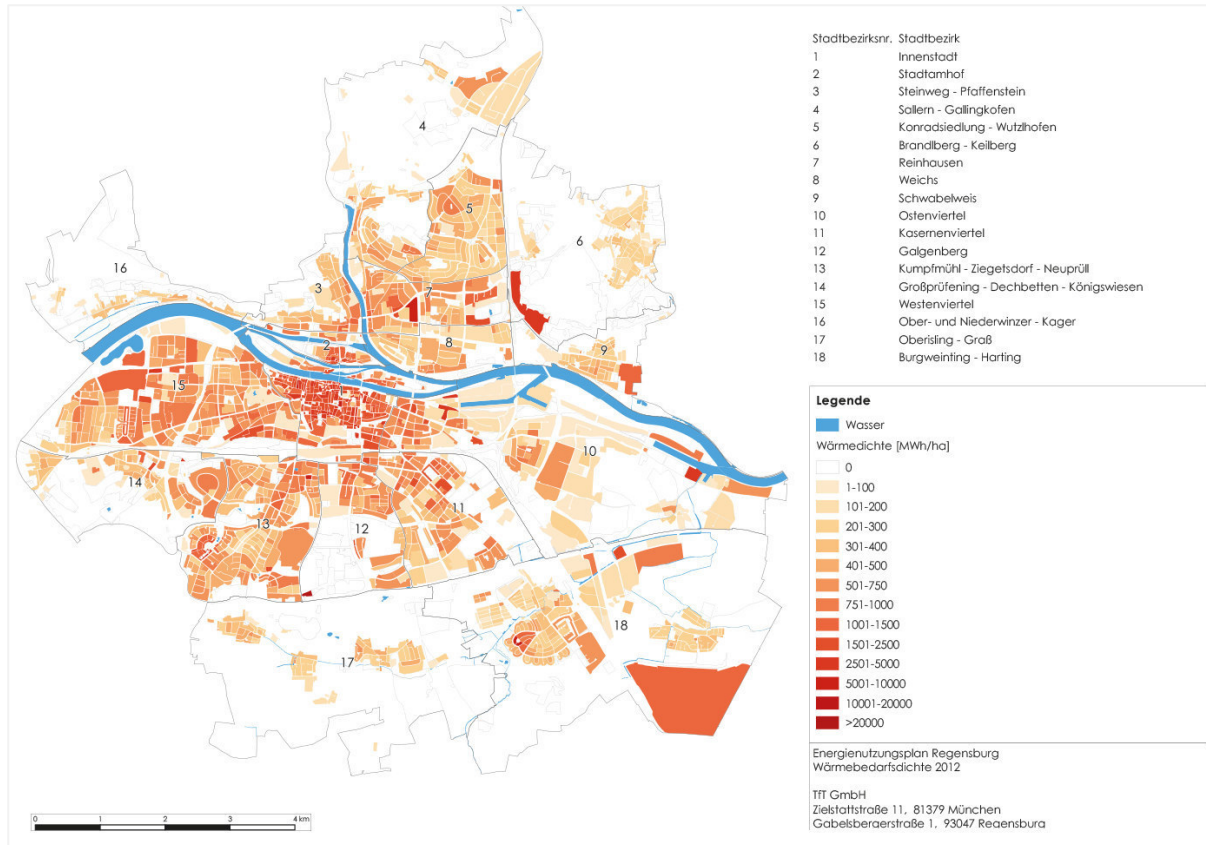 Stadtbezirksnr. Stadtbezirk
1 Innenstadt
2 Stadtamhof
3 Steinweg - Pfaffenstein
4 Sallern - Gallingkofen
5 Konradsiedlung - Wutzlhofen
6 Brandlberg - Keilberg
7 Reinhausen
8 Weichs
9 Schwabelweis
10 Ostenviertel
11 Kasernenviertel
12 Galgenberg
13 Kumpfmühl - Ziegetsdorf - Neuprüll
14 Großprüfening - Dechbetten - Königswiesen
15 Westenviertel
16 Ober- und Niederwinzer - Kager
17 Oberisling - Graß
18 Burgweinting - Harting
4
5
6
16
3
7
2
8
9
15
10
14
11
13
12
18
17
Legende
Wasser
Wärmedichte [MWh/ha]
0
1-100
101-200
201-300
301-400
401-500
501-750
751-1000
1001-1500
1501-2500
2501-5000
5001-10000
10001-20000
>20000
Energienutzungsplan Regensburg
Wärmebedarfsdichte 2012
TfT GmbH
Zielstattstraße 11, 81379 München
Gabelsbergerstraße 1, 93047 Regensburg
0 1 2 3 4 km